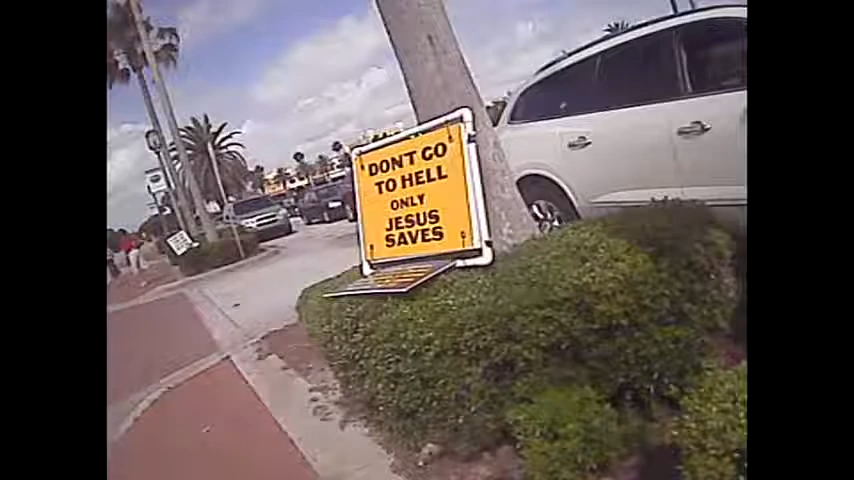 DON'T GO
TO HELL
ONLY
JESUS
SAVES